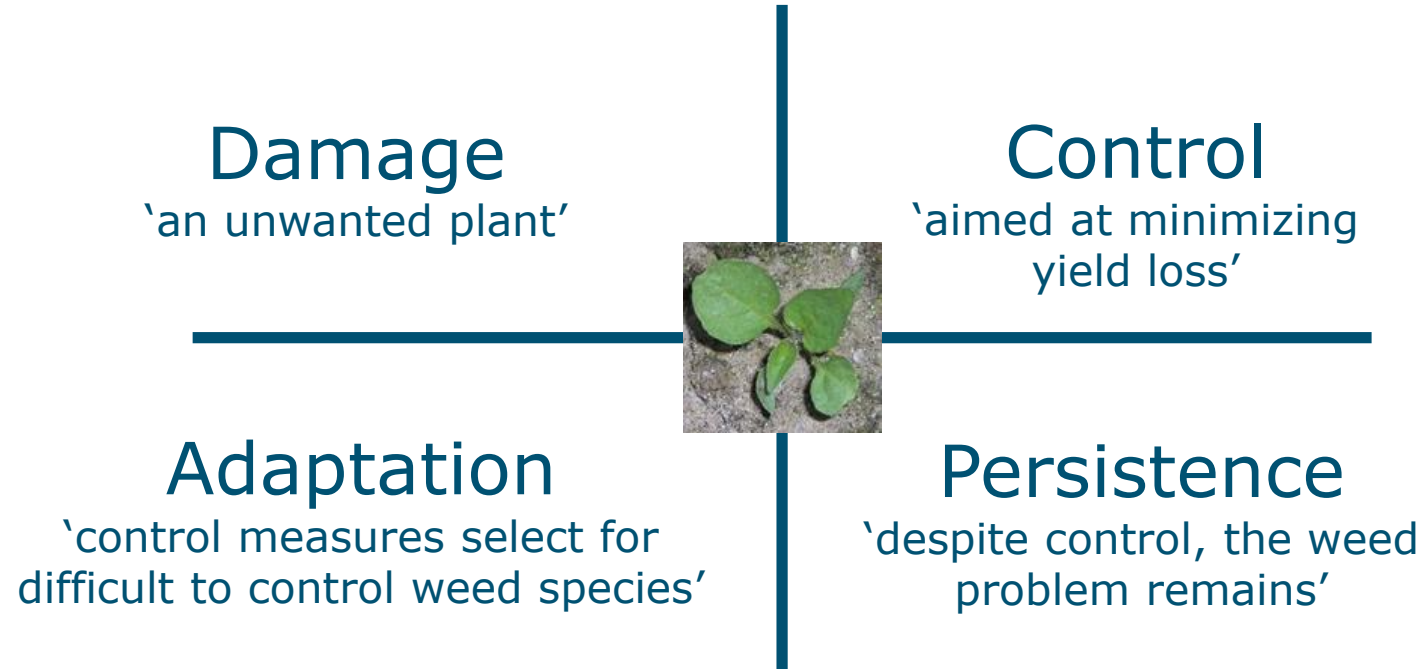 Damage
‘an unwanted plant’
Control
‘aimed at minimizing
yield loss’
Adaptation
‘control measures select for
difficult to control weed species’
Persistence
‘despite control, the weed
problem remains’